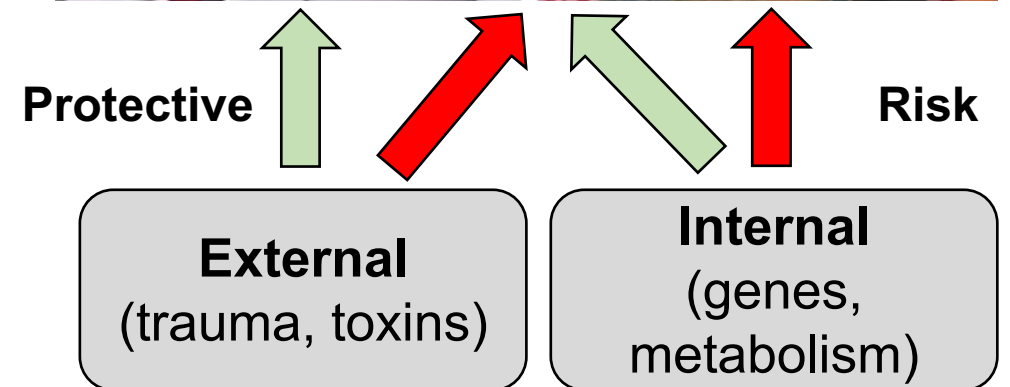 Protective
Risk
External
(trauma, toxins)
Internal
(genes,
metabolism)